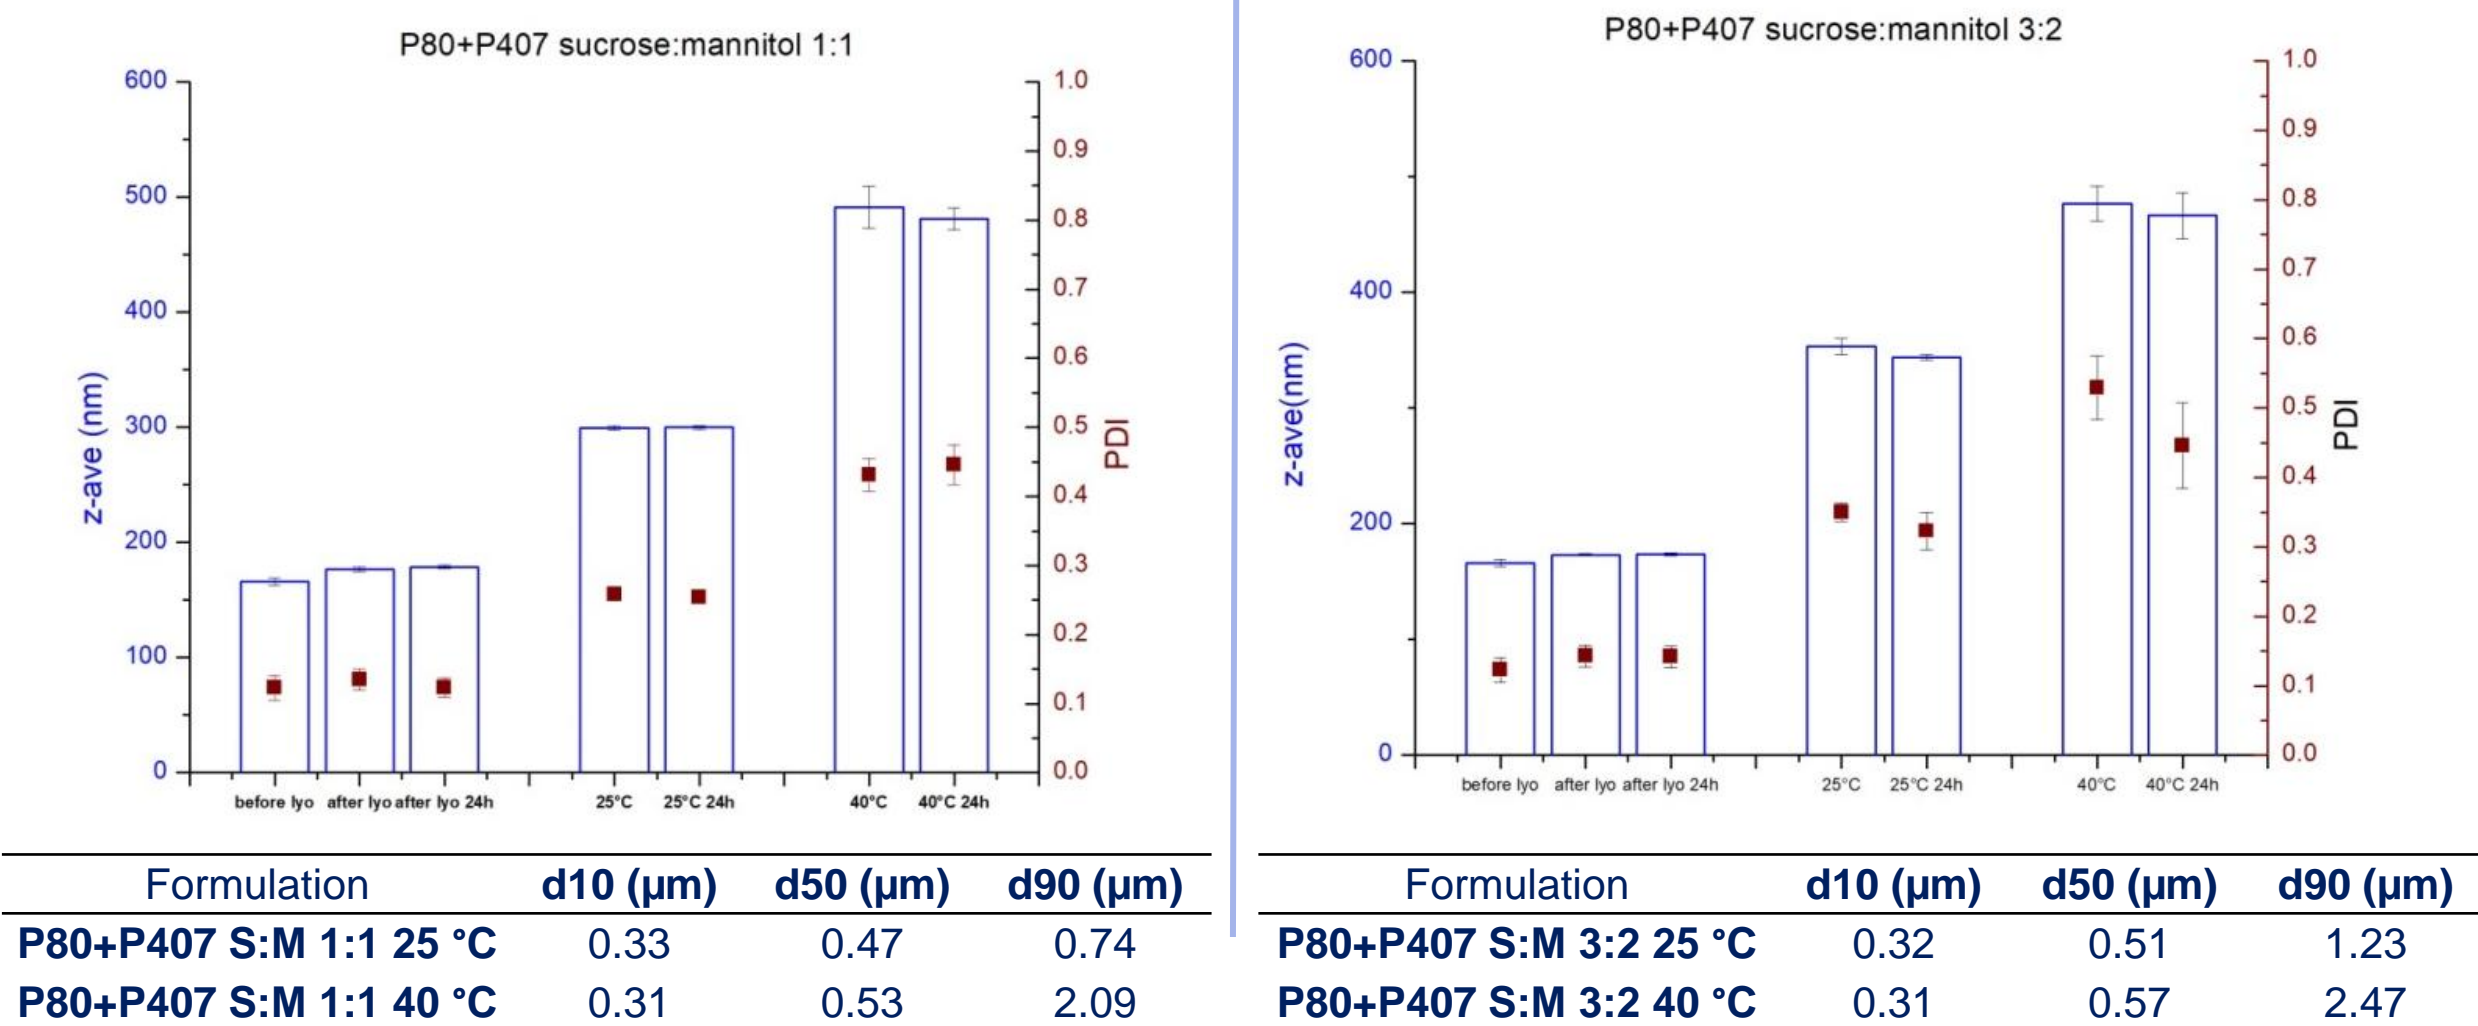 P80+P407 sucrose:mannitol 1:1
600
500
400
300
200
100
0
z-ave (nm)
1.0
0.9
0.8
0.7
0.6
0.5
0.4
0.3
0.2
0.1
0.0
PDI
before lyo after lyo after lyo 24h 25°C 25°C 24h 40°C 40°C 24h
Formulation d10 (µm) d50 (µm) d90 (µm)
P80+P407 S:M 1:1 25 °C 0.33 0.47 0.74
P80+P407 S:M 1:1 40 °C 0.31 0.53 2.09
P80+P407 sucrose:mannitol 3:2
600
400
200
0
z-ave(nm)
1.0
0.9
0.8
0.7
0.6
0.5
0.4
0.3
0.2
0.1
0.0
PDI
before lyo after lyo after lyo 24h 25°C 25°C 24h 40°C 40°C 24h
Formulation d10 (µm) d50 (µm) d90 (µm)
P80+P407 S:M 3:2 25 °C 0.32 0.51 1.23
P80+P407 S:M 3:2 40 °C 0.31 0.57 2.47